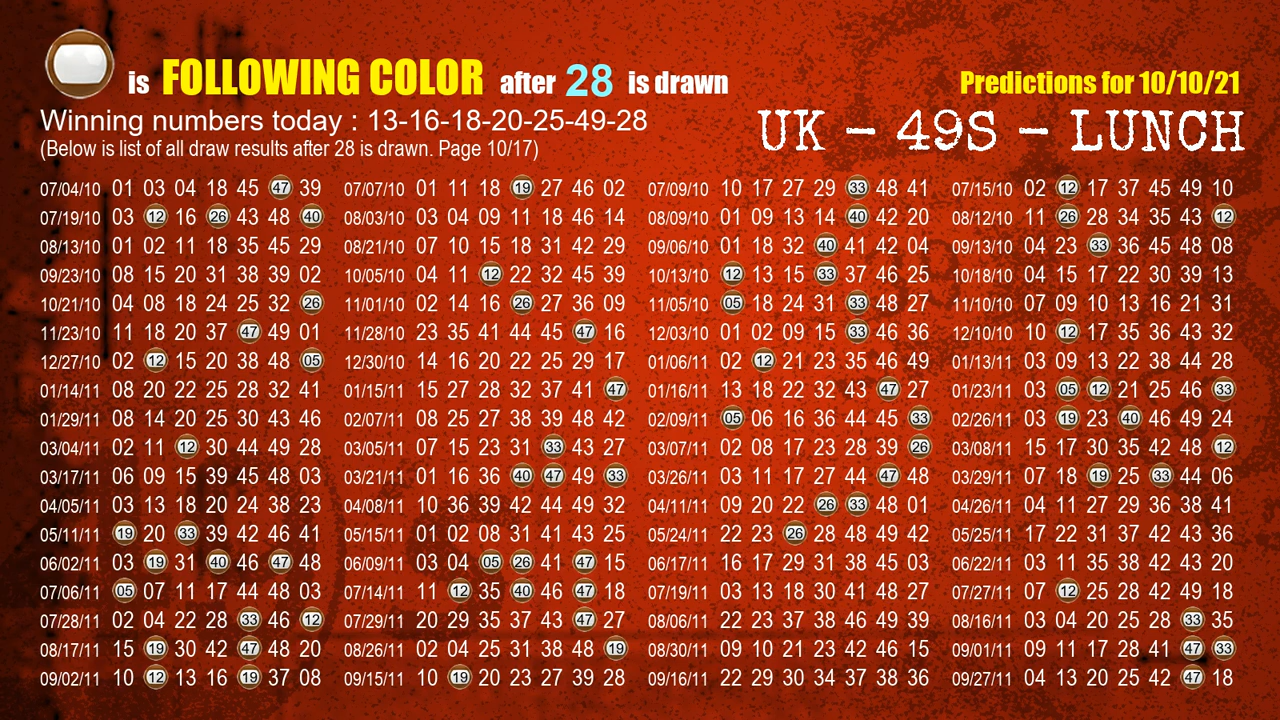 is FOLLOWING COLOR after 28 is drawn
Predictions for 10/10/21
Winning numbers today : 13-16-18-20-25-49-28
UK - 49S - LUNCH
(Below is list of all draw results after 28 is drawn. Page 10/17)
07/04/10 01 03 04 18 45 47 39 07/07/10 01 11 18 19 27 46 02 07/09/10 10 17 27 29 33 48 41 07/15/10 02 12 17 37 45 49 10
07/19/10 03 12 16 26 43 48 40 08/03/10 03 04 09 11 18 46 14 08/09/10 01 09 13 14 40 42 20 08/12/10 11 26 28 34 35 43 12
08/13/10 01 02 11 18 35 45 29 08/21/10 07 10 15 18 31 42 29 09/06/10 01 18 32 40 41 42 04 09/13/10 04 23 33 36 45 48 08
09/23/10 08 15 20 31 38 39 02 10/05/10 04 11 12 22 32 45 39 10/13/10 12 13 15 33 37 46 25 10/18/10 04 15 17 22 30 39 13
10/21/10 04 08 18 24 25 32 26 11/01/10 02 14 16 26 27 36 09 11/05/10 05 18 24 31 33 48 27 11/10/10 07 09 10 13 16 21 31
11/23/10 11 18 20 37 47 49 01 11/28/10 23 35 41 44 45 47 16 12/03/10 01 02 09 15 33 46 36 12/10/10 10 12 17 35 36 43 32
12/27/10 02 12 15 20 38 48 05 12/30/10 14 16 20 22 25 29 17 01/06/11 02 12 21 23 35 46 49 01/13/11 03 09 13 22 38 44 28
01/14/11 08 20 22 25 28 32 41 01/15/11 15 27 28 32 37 41 47 01/16/11 13 18 22 32 43 47 27 01/23/11 03 05 12 21 25 46 33
01/29/11 08 14 20 25 30 43 46 02/07/11 08 25 27 38 39 48 42 02/09/11 05 06 16 36 44 45 33 02/26/11 03 19 23 40 46 49 24
03/04/11 02 11 12 30 44 49 28 03/05/11 07 15 23 31 33 43 27 03/07/11 02 08 17 23 28 39 26 03/08/11 15 17 30 35 42 48 12
03/17/11 06 09 15 39 45 48 03 03/21/11 01 16 36 40 47 49 33 03/26/11 03 11 17 27 44 47 48 03/29/11 07 18 19 25 33 44 06
04/05/11 03 13 18 20 24 38 23 04/08/11 10 36 39 42 44 49 32 04/11/11 09 20 22 26 33 48 01 04/26/11 04 11 27 29 36 38 41
05/11/11 19 20 33 39 42 46 41 05/15/11 01 02 08 31 41 43 25 05/24/11 22 23 26 28 48 49 42 05/25/11 17 22 31 37 42 43 36
06/02/11 03 19 31 40 46 47 48 06/09/11 03 04 05 26 41 47 15 06/17/11 16 17 29 31 38 45 03 06/22/11 03 11 35 38 42 43 20
07/06/11 05 07 11 17 44 48 03 07/14/11 11 12 35 40 46 47 18 07/19/11 03 13 18 30 41 48 27 07/27/11 07 12 25 42 48 49 18
07/28/11 02 04 22 28 33 46 12 07/29/11 20 29 35 37 43 47 27 08/06/11 22 23 37 38 46 49 39 08/16/11 03 04 20 25 28 33 35
08/17/11 15 19 30 42 47 48 20 08/26/11 02 04 25 31 38 48 19 08/30/11 09 10 21 23 42 46 15 09/01/11 09 11 17 28 41 47 33
09/02/11 10 12 13 16 19 37 08 09/15/11 10 19 20 23 27 39 28 09/16/11 22 29 30 34 37 38 36 09/27/11 04 13 20 25 42 47 18